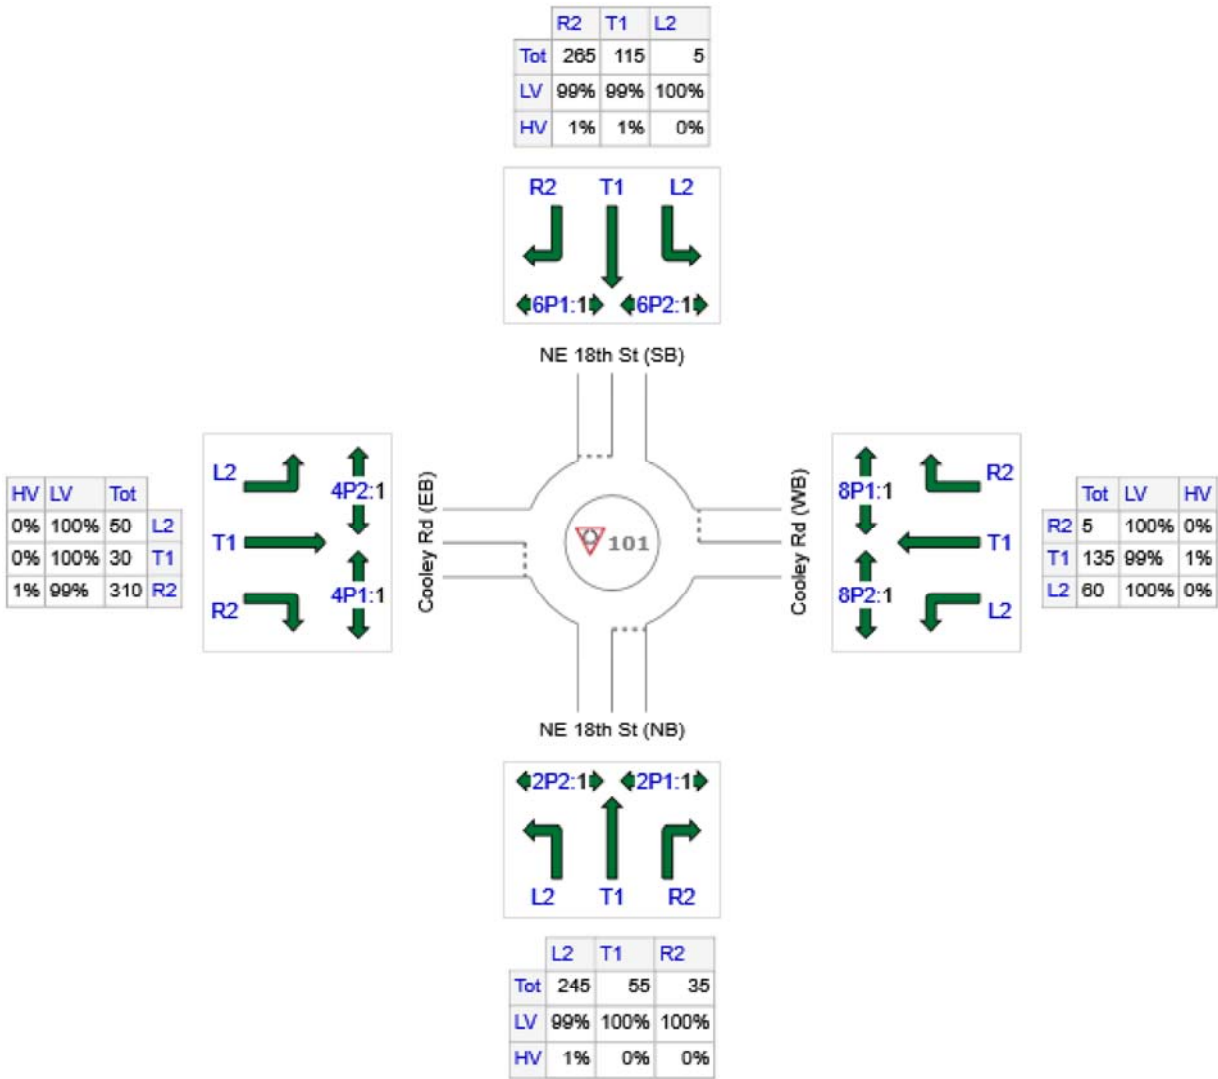 R2 T1 L2
Tot 265 115 5
LV 99% 99% 100%
HV 1% 1% 0%
R2 T1 L2
6P1:1 6P2:1
NE 18th St (SB)
HV LV Tot
0% 100% 50 L2
0% 100% 30 T1
1% 99% 310 R2
L2 4P2:1
T1
R2 4P1:1
Cooley Rd (EB)
101
Cooley Rd (WB)
8P1:1 R2
T1
8P2:1 L2
Tot LV HV
R2 5 100% 0%
T1 135 99% 1%
L2 60 100% 0%
NE 18th St (NB)
2P2:1 2P1:1
L2 T1 R2
L2 T1 R2
Tot 245 55 35
LV 99% 100% 100%
HV 1% 0% 0%